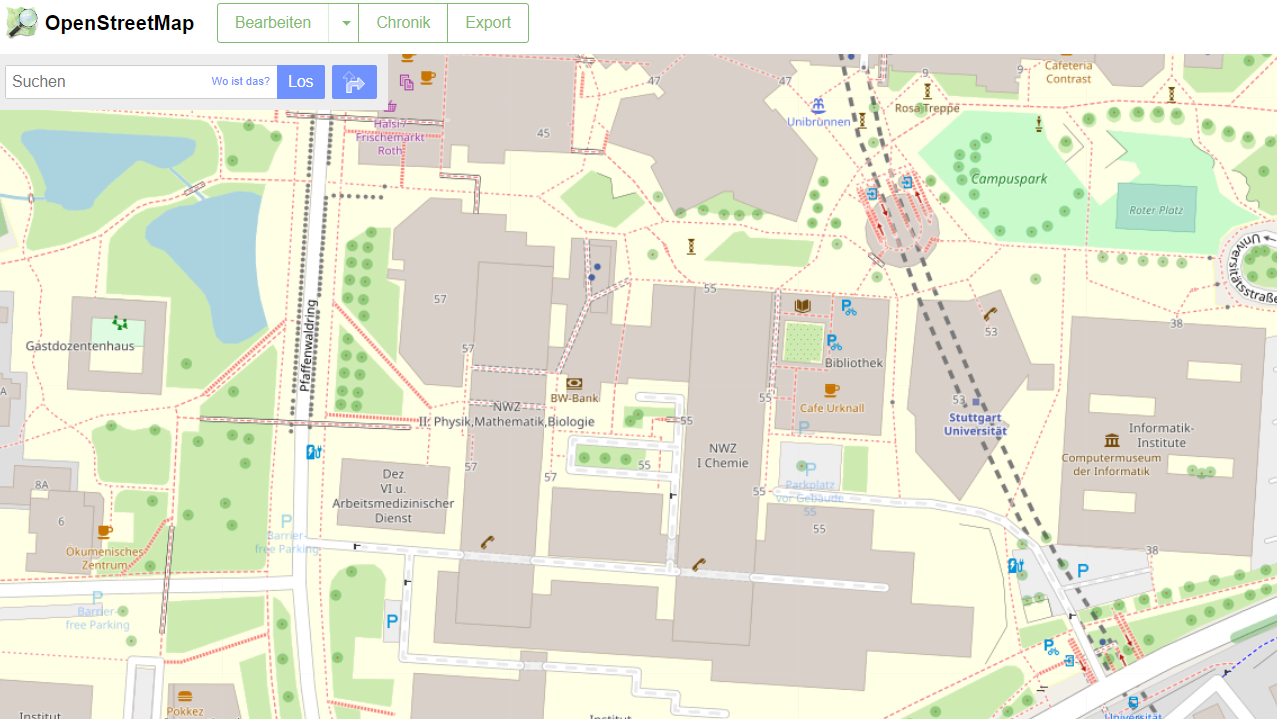 OpenStreetMap
Bearbeiten
Chronik
Export
Suchen
Wo ist das?
Los
Cafeteria
Contrast
47
47
9
9
Rosa Treppe
Unibrunnen
Halsi
Frischemarkt
Roth
45
Campuspark
Roter Platz
Universitätsstraße
Pfaffenwaldring
57
55
53
38
Gastdozentenhaus
57
Bibliothek
BW-Bank
A
55
53
Cafe Urknall
NWZ
II: Physik,Mathematik,Biologie
55
Stuttgart
Universität
Informatik-
Institute
Computermuseum
der Informatik
NWZ
I Chemie
57
55
57
Dez
VI u.
Arbeitsmedizinischer
Dienst
8A
P
P
Parkplatz
vor Gebäude
55
55
55
6
P
Barrier-
free Parking
Ökumenisches
Zentrum
38
P
P
Barrier-
free Parking
P
Pokkez
Institut
Institut
Universität